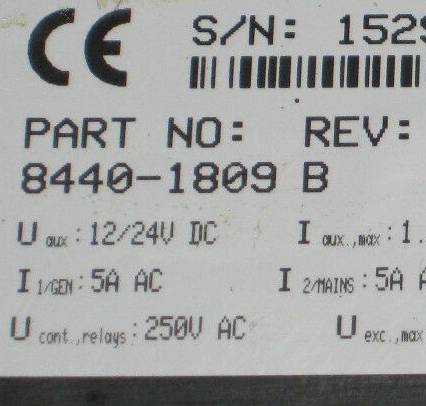 CE S/N: 1529
PART NO: REV:
8440-1809 B
U aux : 12/24V DC I aux.,max : 1.
I 1/GEN : 5A AC I 2/MAINS : 5A A
U cont.,relays : 250V AC U exc.,max